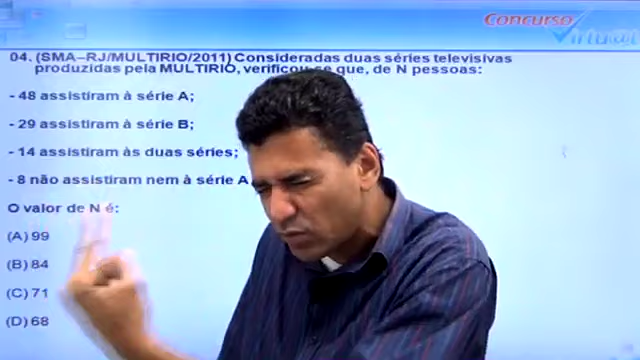 Concurso
Virtual
04. (SMA-RJ/MULTIRIO/2011) Consideradas duas séries televisivas
produzidas pela MULTIRIO, verificou-se que, de N pessoas:
- 48 assistiram à série A;
- 29 assistiram à série B;
- 14 assistiram às duas séries;
- 8 não assistiram nem à série A
O valor de N é:
(A) 99
(B) 84
(C) 71
(D) 68